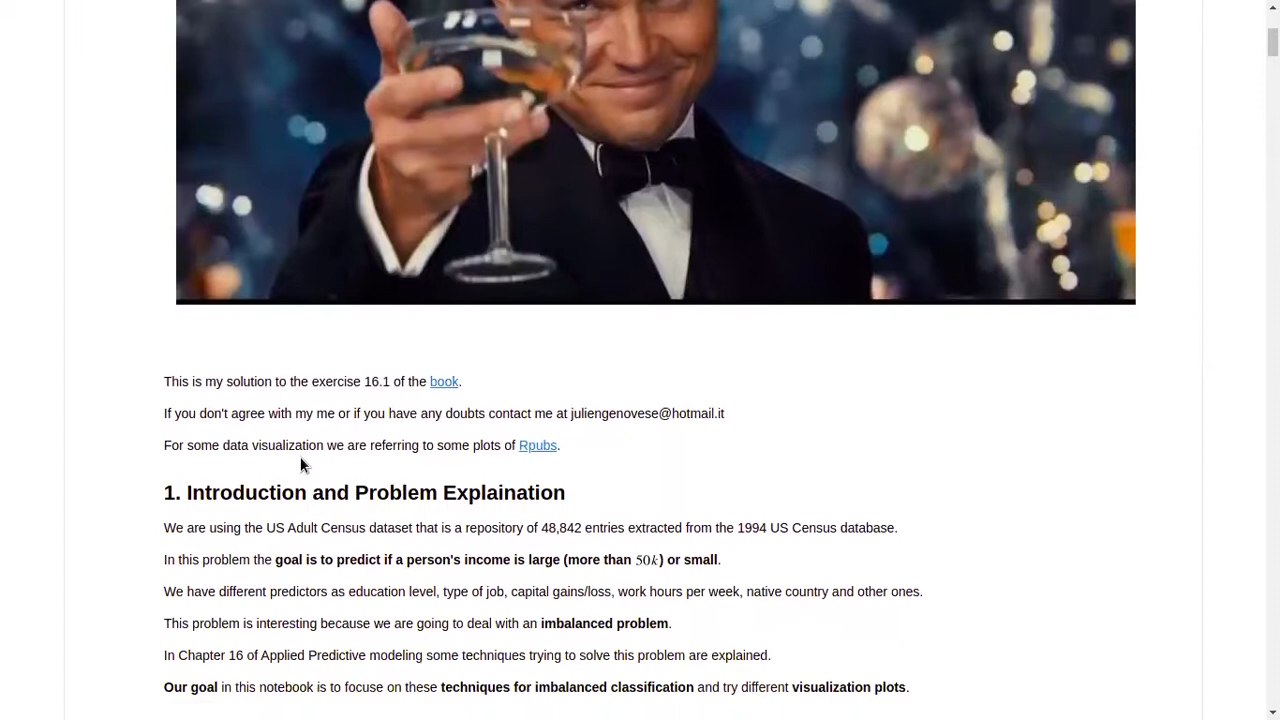 This is my solution to the exercise 16.1 of the book.
If you don't agree with my me or if you have any doubts contact me at juliengenovese@hotmail.it
For some data visualization we are referring to some plots of Rpubs.
1. Introduction and Problem Explaination
We are using the US Adult Census dataset that is a repository of 48,842 entries extracted from the 1994 US Census database.
In this problem the goal is to predict if a person's income is large (more than 50k) or small.
We have different predictors as education level, type of job, capital gains/loss, work hours per week, native country and other ones.
This problem is interesting because we are going to deal with an imbalanced problem.
In Chapter 16 of Applied Predictive modeling some techniques trying to solve this problem are explained.
Our goal in this notebook is to focus on these techniques for imbalanced classification and try different visualization plots.